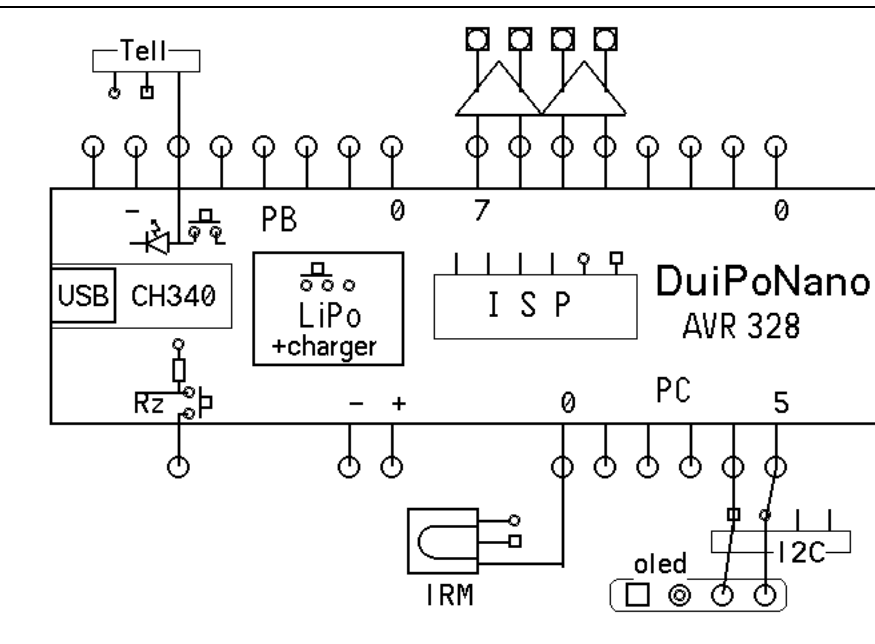 Tell
- PB 0 7 0
USB CH340
LiPo
+charger
I S P
DuiPoNano
AVR 328
Rz - + 0 PC 5
IRM
I2C
oled